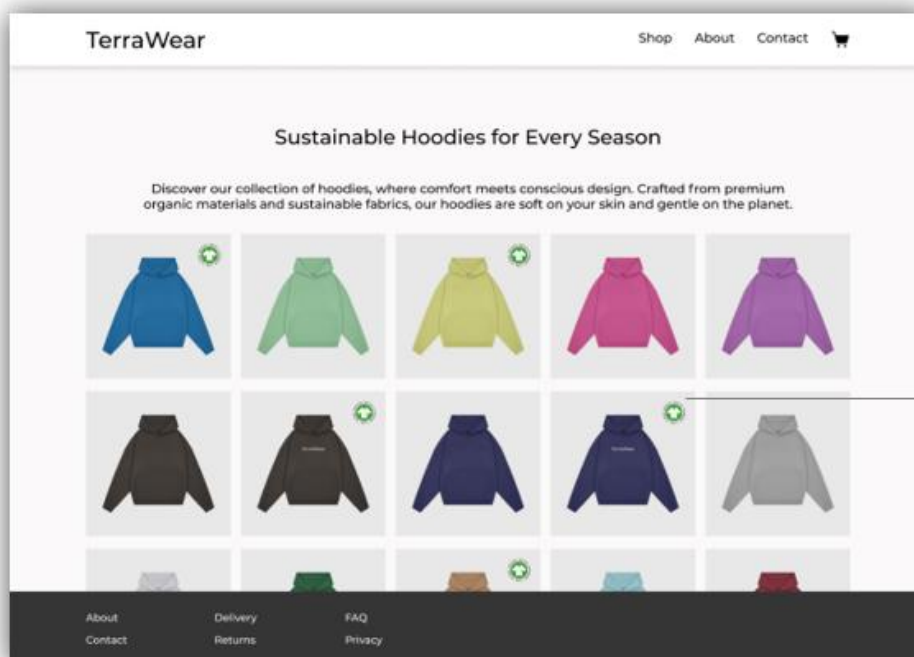 TerraWear
Shop About Contact
Sustainable Hoodies for Every Season
Discover our collection of hoodies, where comfort meets conscious design. Crafted from premium
organic materials and sustainable fabrics, our hoodies are soft on your skin and gentle on the planet.
About Delivery FAQ
Contact Returns Privacy